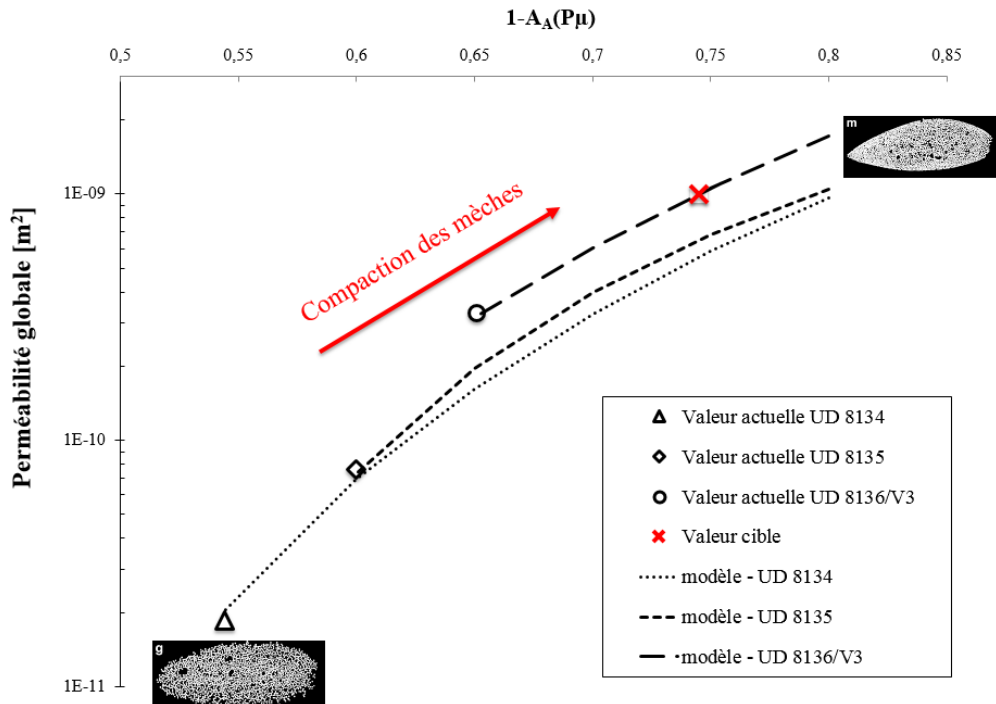 1-AA(Pµ)
0,5 0,55 0,6 0,65 0,7 0,75 0,8 0,85
Perméabilité globale [m²]
1E-09
1E-10
1E-11
Compaction des mèches
m
g
Valeur actuelle UD 8134
Valeur actuelle UD 8135
Valeur actuelle UD 8136/V3
Valeur cible
modèle - UD 8134
modèle - UD 8135
modèle - UD 8136/V3